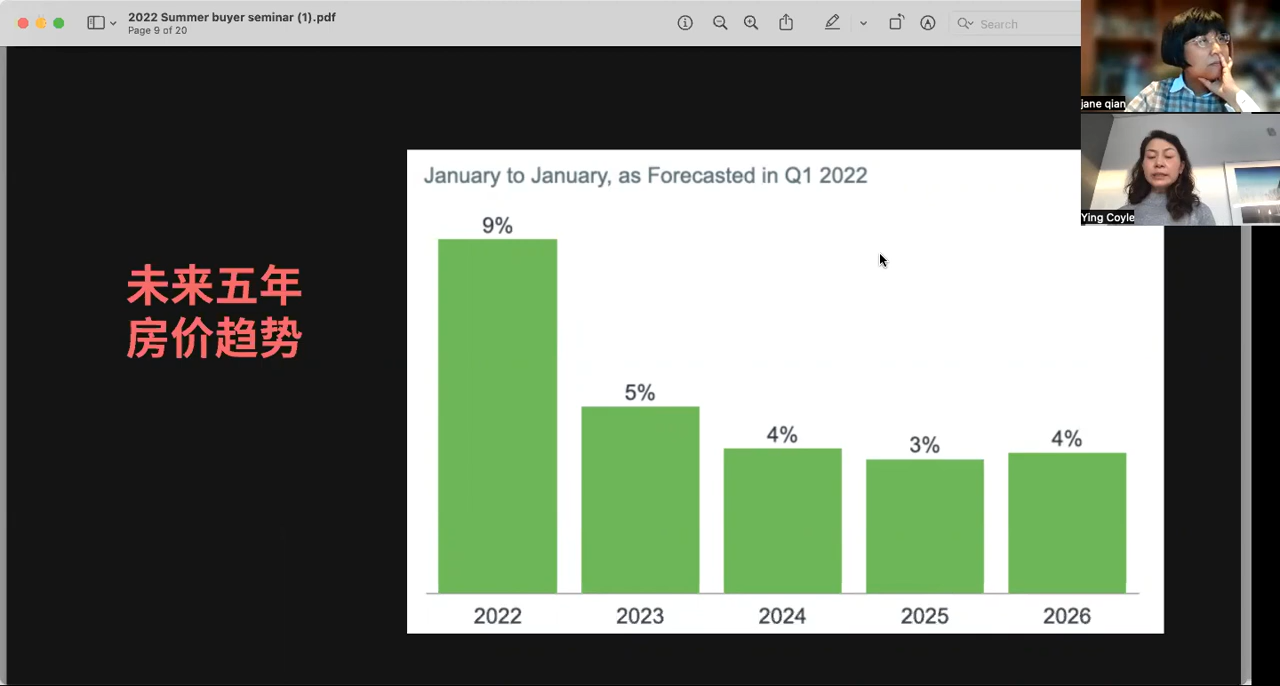 2022 Summer buyer seminar (1).pdf
Page 9 of 20
Search
jane qian
Ying Coyle
未来五年
房价趋势
January to January, as Forecasted in Q1 2022
9%
5%
4%
3%
4%
2022
2023
2024
2025
2026